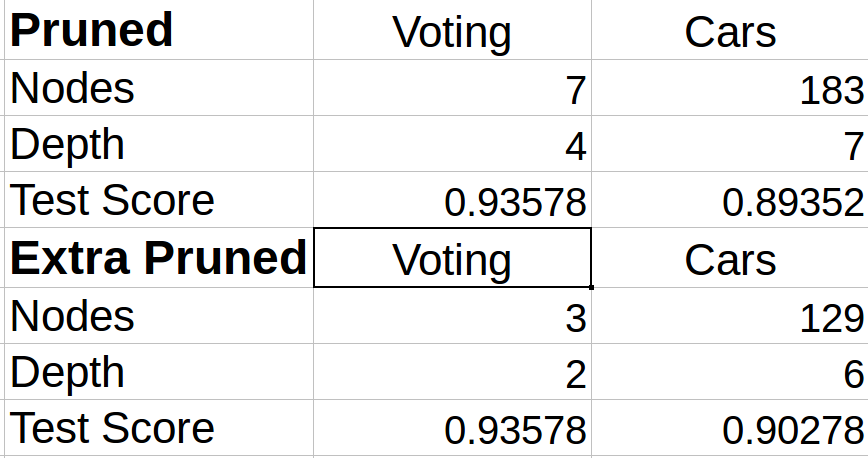 Pruned Voting Cars
Nodes 7 183
Depth 4 7
Test Score 0.93578 0.89352
Extra Pruned Voting Cars
Nodes 3 129
Depth 2 6
Test Score 0.93578 0.90278